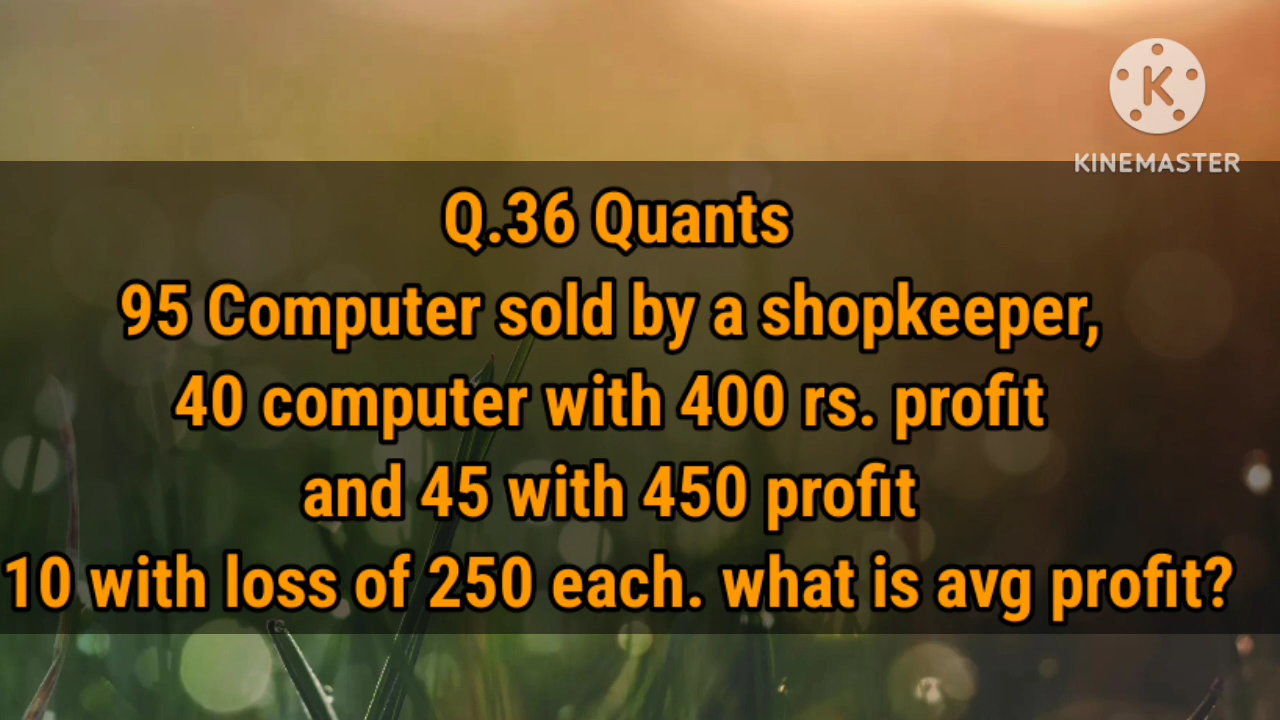 K
KINEMASTER
Q.36 Quants
95 Computer sold by a shopkeeper,
40 computer with 400 rs. profit
and 45 with 450 profit
10 with loss of 250 each. what is avg profit?